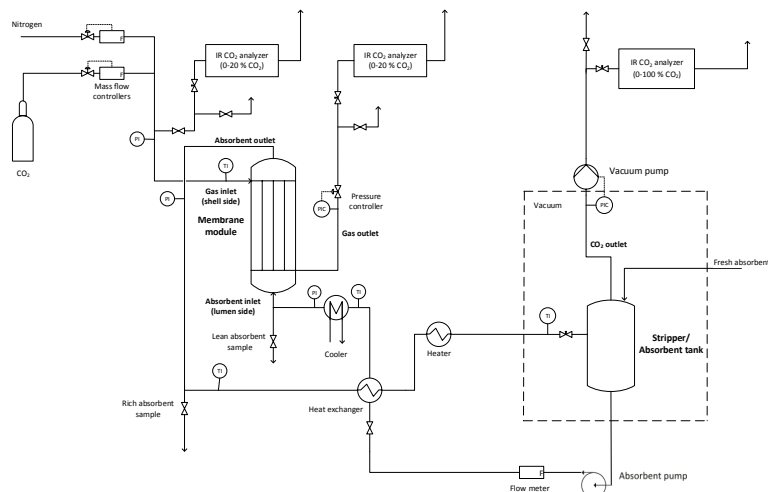 Nitrogen
F
F
Mass flow
controllers
CO₂
IR CO₂ analyzer
(0-20 % CO₂)
IR CO₂ analyzer
(0-20 % CO₂)
IR CO₂ analyzer
(0-100 % CO₂)
PI
Absorbent outlet
TI
PI
Gas inlet
(shell side)
Membrane
module
Pressure
controller
PIC
Gas outlet
Vacuum pump
Vacuum
PIC
CO₂ outlet
Fresh absorbent
Absorbent inlet
(lumen side)
PI
TI
Lean absorbent
sample
Cooler
Heater
TI
Stripper/
Absorbent tank
TI
Rich absorbent
sample
Heat exchanger
F
Flow meter
Absorbent pump